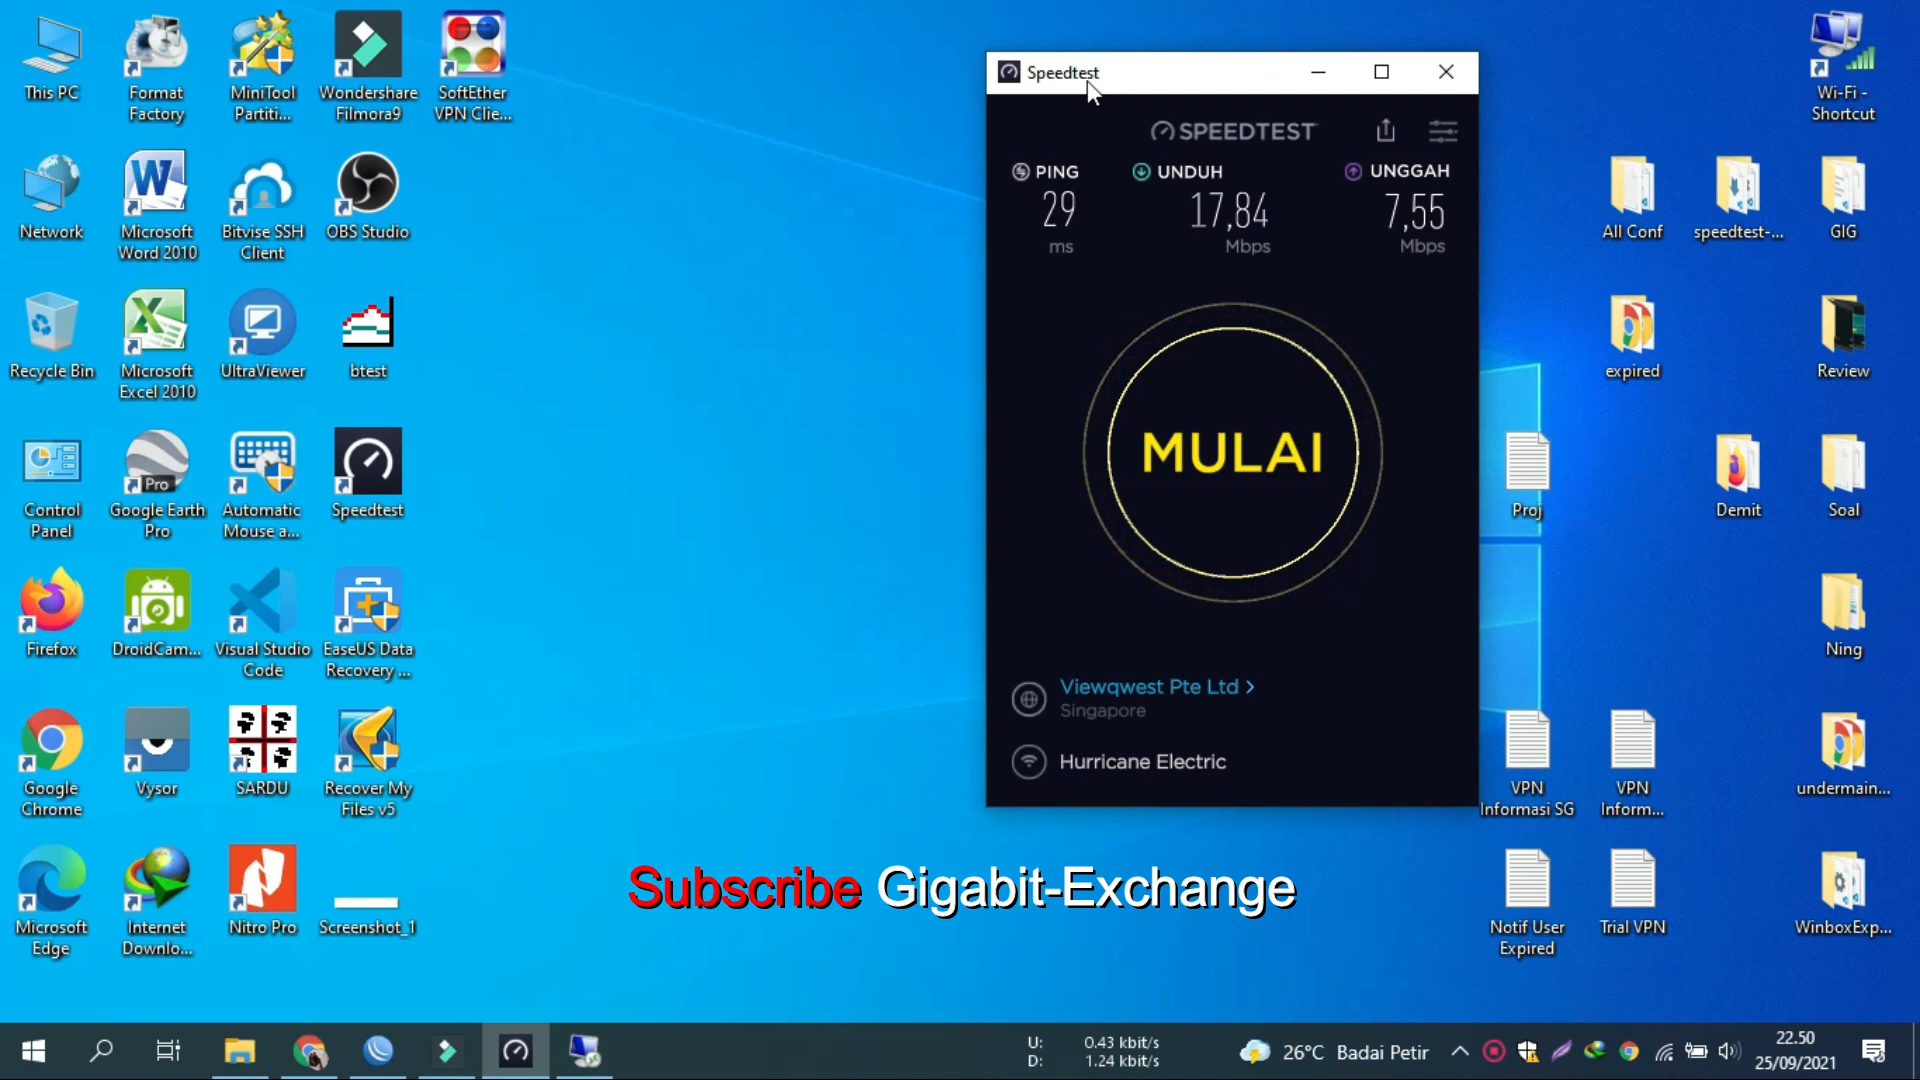 This PC
Format
Factory
MiniTool
Partiti...
Wondershare
Filmora9
SoftEther
VPN Clie...
Network
Microsoft
Word 2010
Bitvise SSH
Client
OBS Studio
Recycle Bin
Microsoft
Excel 2010
UltraViewer
btest
Control
Panel
Pro
Google Earth
Pro
Automatic
Mouse a...
Speedtest
Firefox
DroidCam...
Visual Studio
Code
EaseUS Data
Recovery ...
Google
Chrome
Vysor
SARDU
Recover My
Files v5
Microsoft
Edge
Internet
Downlo...
Nitro Pro
Screenshot_1
Speedtest
SPEEDTEST
PING
29
ms
UNDUH
17,84
Mbps
UNGGAH
7,55
Mbps
MULAI
Viewqwest Pte Ltd >
Singapore
Hurricane Electric
Wi-Fi -
Shortcut
All Conf
speedtest-...
GIG
expired
Review
Proj
Demit
Soal
Ning
VPN
Informasi SG
VPN
Inform...
undermain...
Notif User
Expired
Trial VPN
WinboxExp...
Subscribe Gigabit-Exchange
U: 0.43 kbit/s
D: 1.24 kbit/s
26°C Badai Petir
22.50
25/09/2021